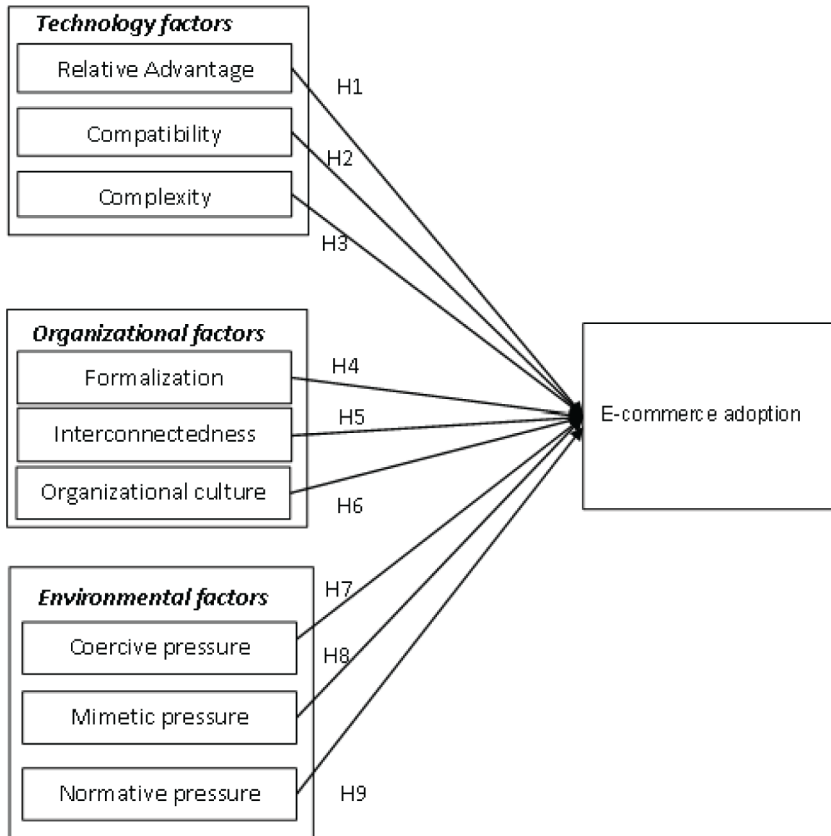 Technology factors
Relative Advantage
H1
Compatibility
H2
Complexity
H3
Organizational factors
Formalization
H4
Interconnectedness
H5
Organizational culture
H6
E-commerce adoption
Environmental factors
Coercive pressure
H7
Mimetic pressure
H8
Normative pressure
H9